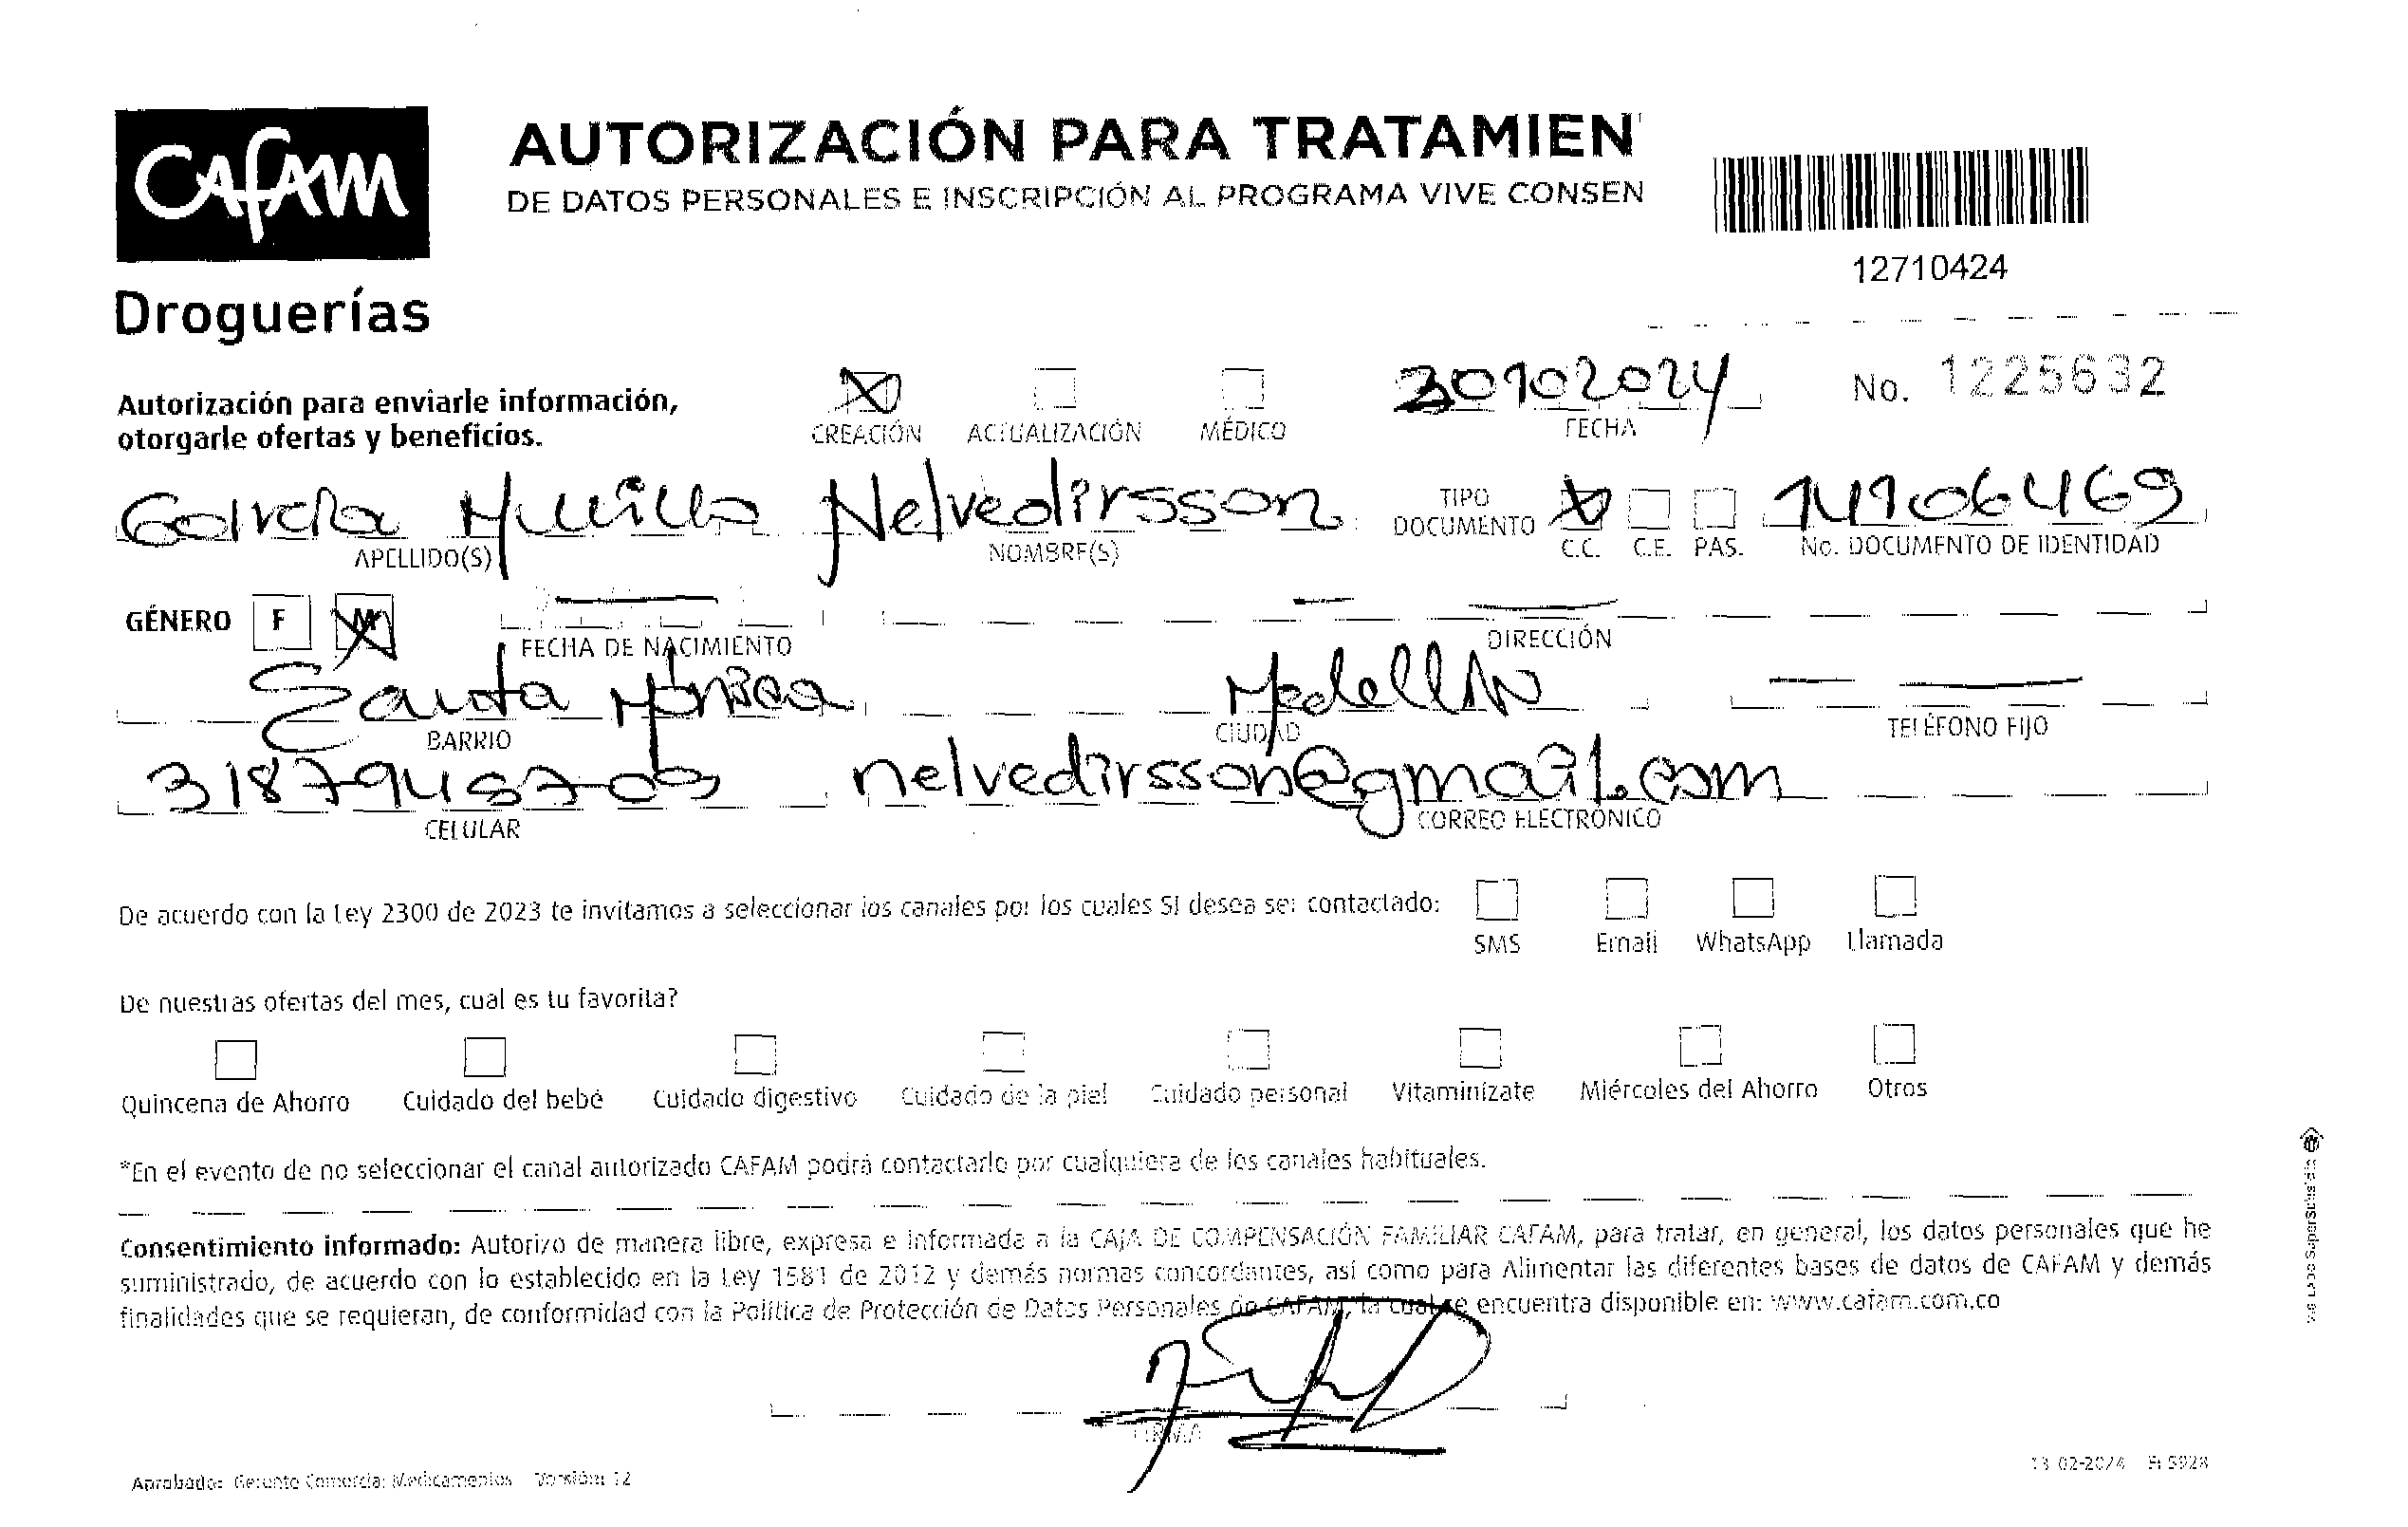 CAFAM
Droguerías
AUTORIZACIÓN PARA TRATAMIEN
DE DATOS PERSONALES E INSCRIPCIÓN AL PROGRAMA VIVE CONSEN
12710424
Autorización para enviarle información,
otorgarle ofertas y beneficios.
CREACIÓN ACTUALIZACIÓN MÉDICO
30102024
FECHA
No. 1225632
Nelvedirsson
APELLIDO(S) NOMBRE(S)
TIPO
DOCUMENTO
C.C. C.E. PAS.
14106469
No. DOCUMENTO DE IDENTIDAD
GÉNERO F M
FECHA DE NACIMIENTO
DIRECCIÓN
Santa Mónica Medellín
BARRIO CIUDAD TELÉFONO FIJO
nelvedirsson@gmail.com
CELULAR CORREO ELECTRÓNICO
De acuerdo con la Ley 2300 de 2023 te invitamos a seleccionar los canales por los cuales SI desea ser contactado:
SMS Email WhatsApp Llamada
De nuestras ofertas del mes, cual es tu favorita?
Quincena de Ahorro Cuidado del bebé Cuidado digestivo Cuidado de la piel Cuidado personal Vitaminízate Miércoles del Ahorro Otros
*En el evento de no seleccionar el canal autorizado CAFAM podrá contactarlo por cualquiera de los canales habituales.
Consentimiento informado: Autorizo de manera libre, expresa e informada a la CAJA DE COMPENSACIÓN FAMILIAR CAFAM, para tratar, en general, los datos personales que he
suministrado, de acuerdo con lo establecido en la Ley 1581 de 2012 y demás normas concordantes, así como para Alimentar las diferentes bases de datos de CAFAM y demás
finalidades que se requieran, de conformidad con la Política de Protección de Datos Personales de CAFAM, la cual se encuentra disponible en: www.cafam.com.co
FIRMA
Aprobado: Gerente Comercial Medicamentos Versión: 12
13-02-2024